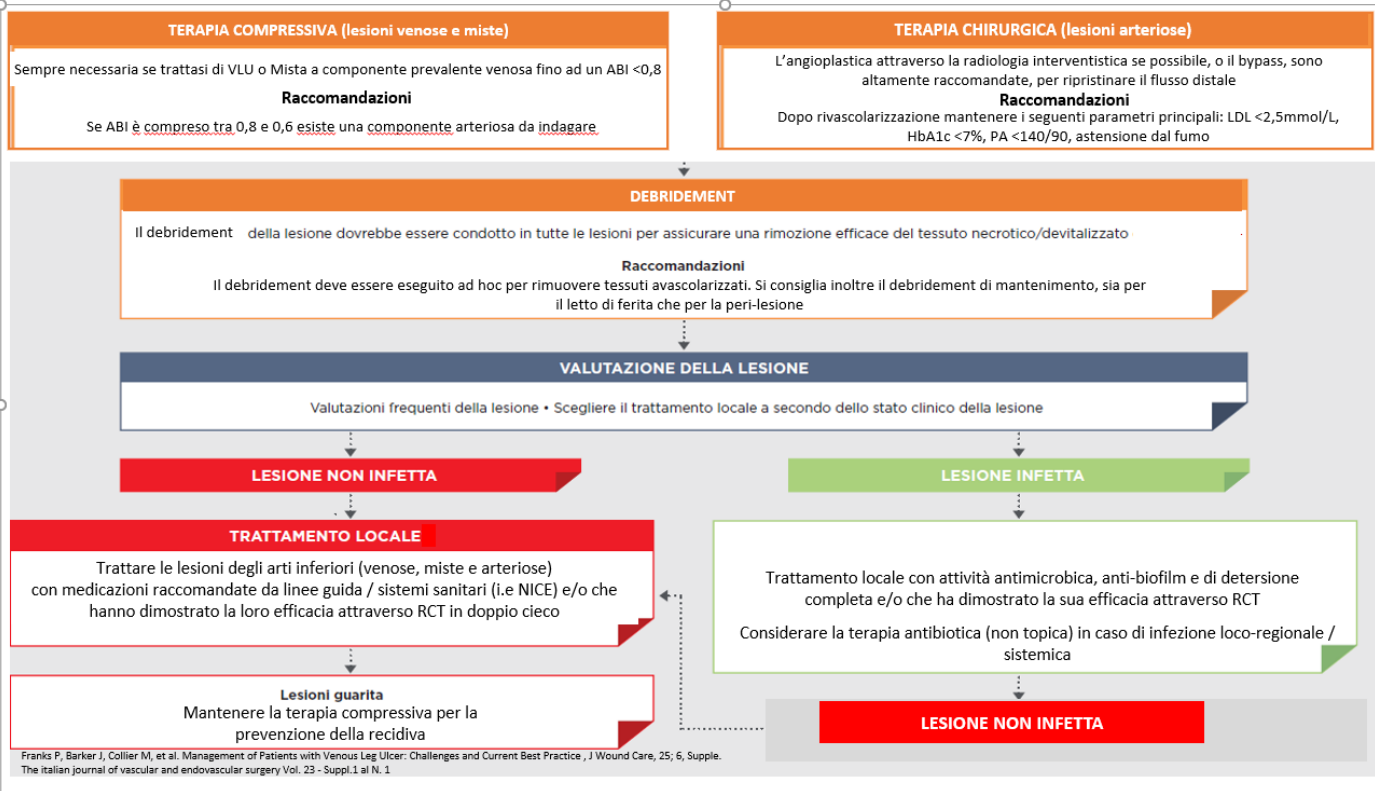 TERAPIA COMPRESSIVA (lesioni venose e miste)
Sempre necessaria se trattasi di VLU o Mista a componente prevalente venosa fino ad un ABI <0,8
Raccomandazioni
Se ABI è compreso tra 0,8 e 0,6 esiste una componente arteriosa da indagare
TERAPIA CHIRURGICA (lesioni arteriose)
L'angioplastica attraverso la radiologia interventistica se possibile, o il bypass, sono
altamente raccomandate, per ripristinare il flusso distale
Raccomandazioni
Dopo rivascolarizzazione mantenere i seguenti parametri principali: LDL <2,5mmol/L,
HbA1c <7%, PA <140/90, astensione dal fumo
DEBRIDEMENT
Il debridement della lesione dovrebbe essere condotto in tutte le lesioni per assicurare una rimozione efficace del tessuto necrotico/devitalizzato
Raccomandazioni
Il debridement deve essere eseguito ad hoc per rimuovere tessuti avascolarizzati. Si consiglia inoltre il debridement di mantenimento, sia per
il letto di ferita che per la peri-lesione
VALUTAZIONE DELLA LESIONE
Valutazioni frequenti della lesione • Scegliere il trattamento locale a secondo dello stato clinico della lesione
LESIONE NON INFETTA
TRATTAMENTO LOCALE
Trattare le lesioni degli arti inferiori (venose, miste e arteriose)
con medicazioni raccomandate da linee guida / sistemi sanitari (i.e NICE) e/o che
hanno dimostrato la loro efficacia attraverso RCT in doppio cieco
Lesioni guarita
Mantenere la terapia compressiva per la
prevenzione della recidiva
LESIONE INFETTA
Trattamento locale con attività antimicrobica, anti-biofilm e di detersione
completa e/o che ha dimostrato la sua efficacia attraverso RCT
Considerare la terapia antibiotica (non topica) in caso di infezione loco-regionale /
sistemica
LESIONE NON INFETTA
Franks P, Barker J, Collier M, et al. Management of Patients with Venous Leg Ulcer: Challenges and Current Best Practice , J Wound Care, 25; 6, Supple.
The italian journal of vascular and endovascular surgery Vol. 23 - Suppl.1 al N. 1